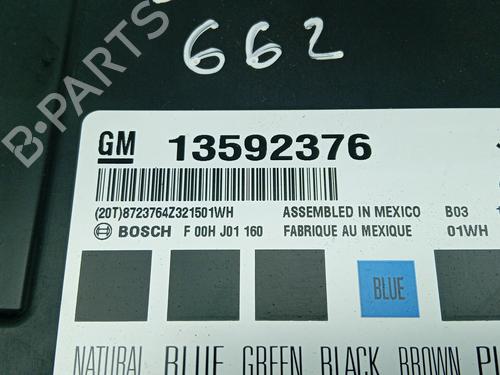 662
B-PARTS
GM 13592376
(20T)8723764Z321501WH ASSEMBLED IN MEXICO B03
BOSCH F 00H J01 160 FABRIQUE AU MEXIQUE 01WH
BLUE
NATURAL BLUE GREEN BLACK BROWN